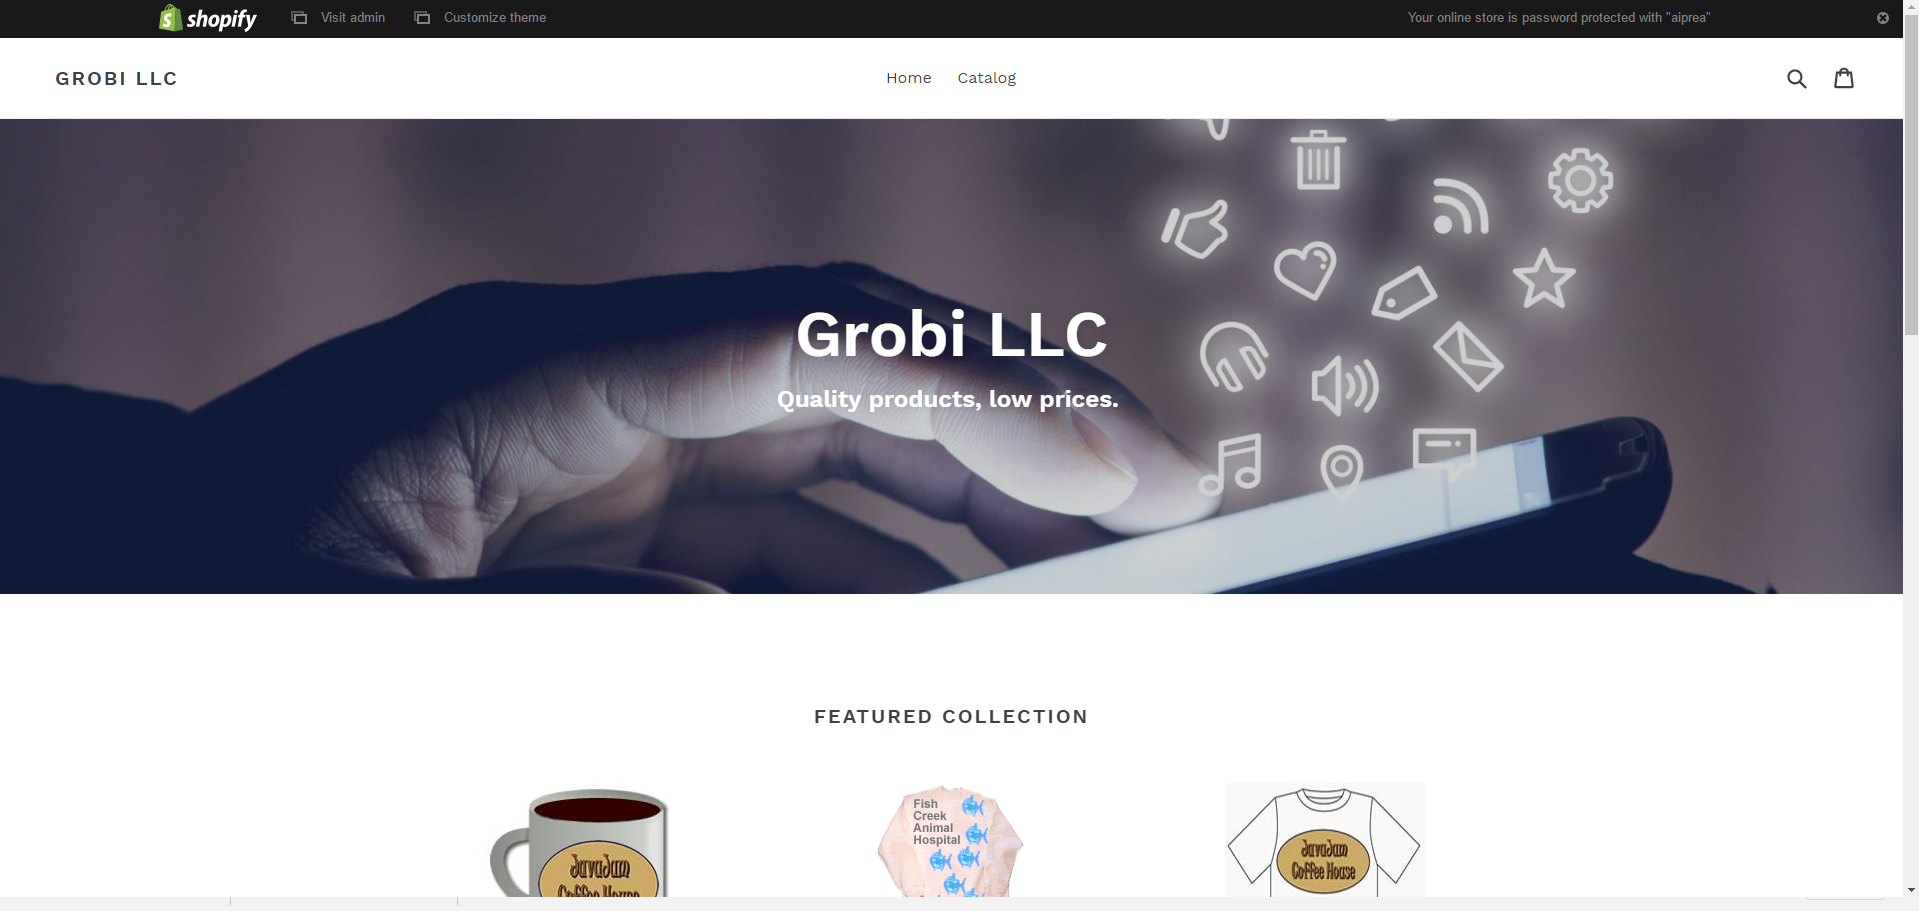 shopify
Visit admin
Customize theme
Your online store is password protected with "aiprea"
GROBI LLC
Home
Catalog
Grobi LLC
Quality products, low prices.
FEATURED COLLECTION
JavaJam
Coffee House
Fish
Creek
Animal
Hospital
JavaJam
Coffee House